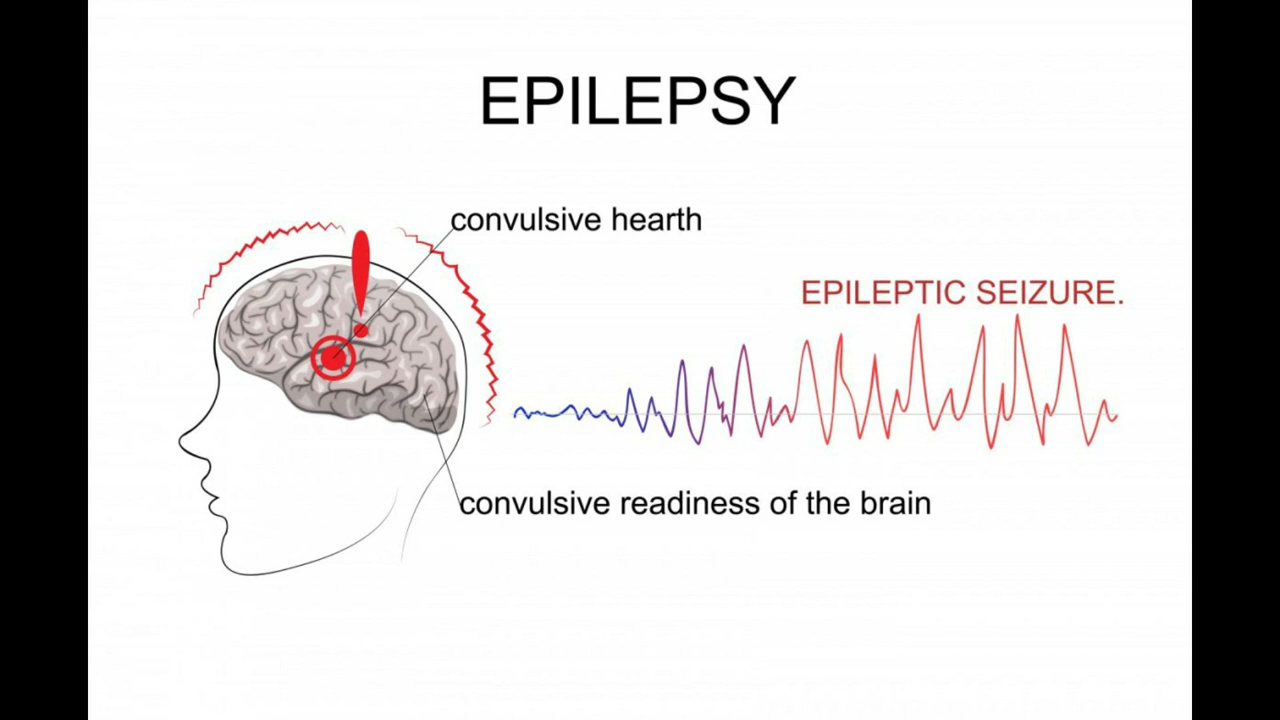 EPILEPSY
convulsive hearth
EPILEPTIC SEIZURE.
convulsive readiness of the brain